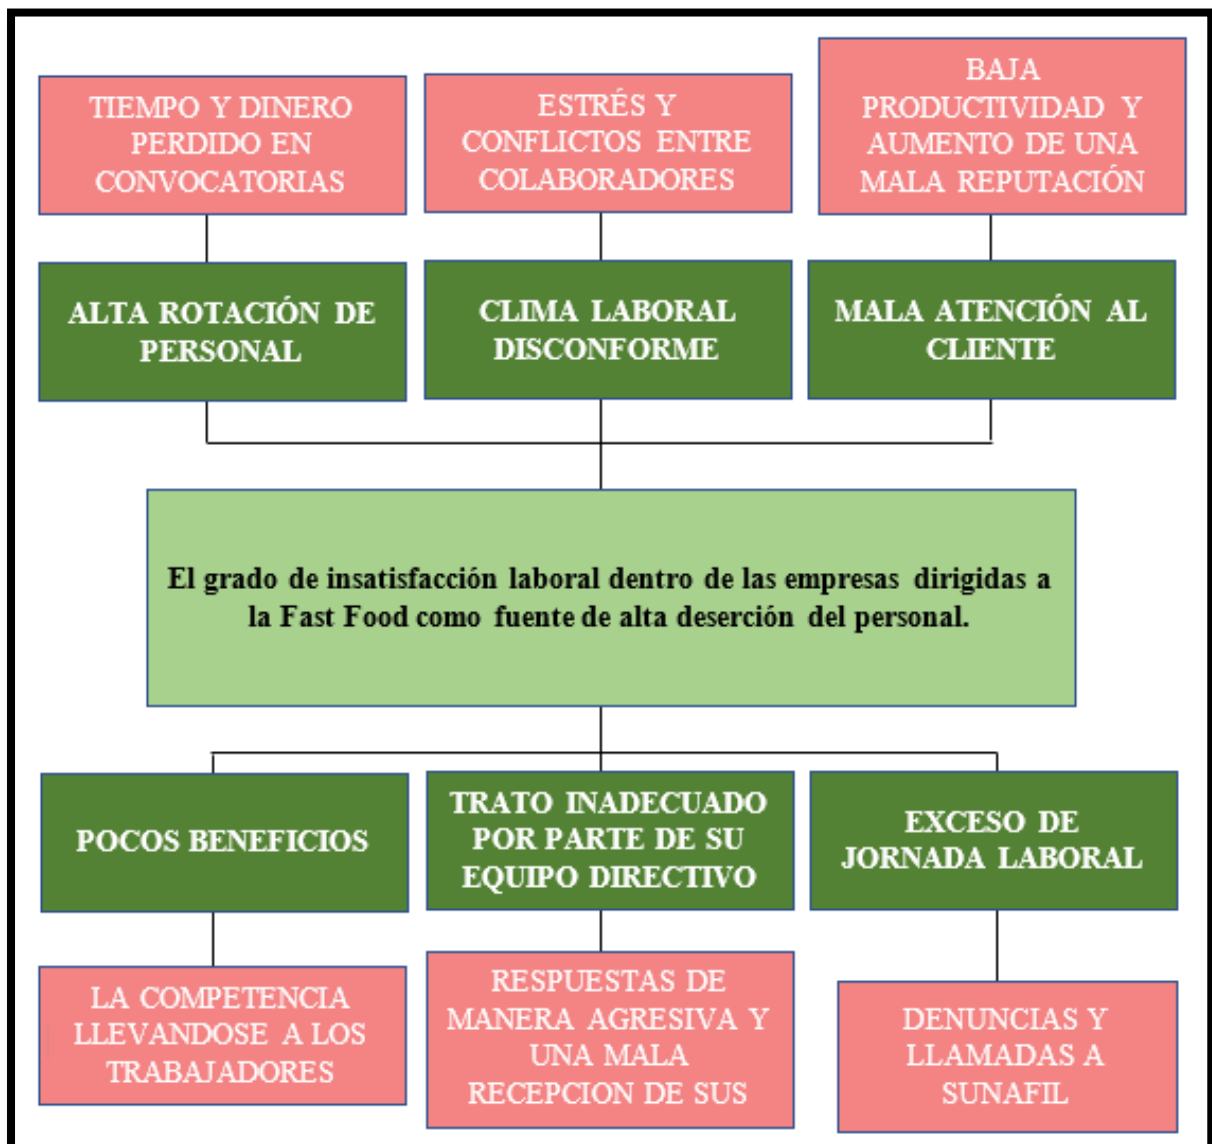 TIEMPO Y DINERO
PERDIDO EN
CONVOCATORIAS
ESTRÉS Y
CONFLICTOS ENTRE
COLABORADORES
BAJA
PRODUCTIVIDAD Y
AUMENTO DE UNA
MALA REPUTACIÓN
ALTA ROTACIÓN DE
PERSONAL
CLIMA LABORAL
DISCONFORME
MALA ATENCIÓN AL
CLIENTE
El grado de insatisfacción laboral dentro de las empresas dirigidas a
la Fast Food como fuente de alta deserción del personal.
POCOS BENEFICIOS
TRATO INADECUADO
POR PARTE DE SU
EQUIPO DIRECTIVO
EXCESO DE
JORNADA LABORAL
LA COMPETENCIA
LLEVANDOSE A LOS
TRABAJADORES
RESPUESTAS DE
MANERA AGRESIVA Y
UNA MALA
RECEPCION DE SUS
DENUNCIAS Y
LLAMADAS A
SUNAFIL